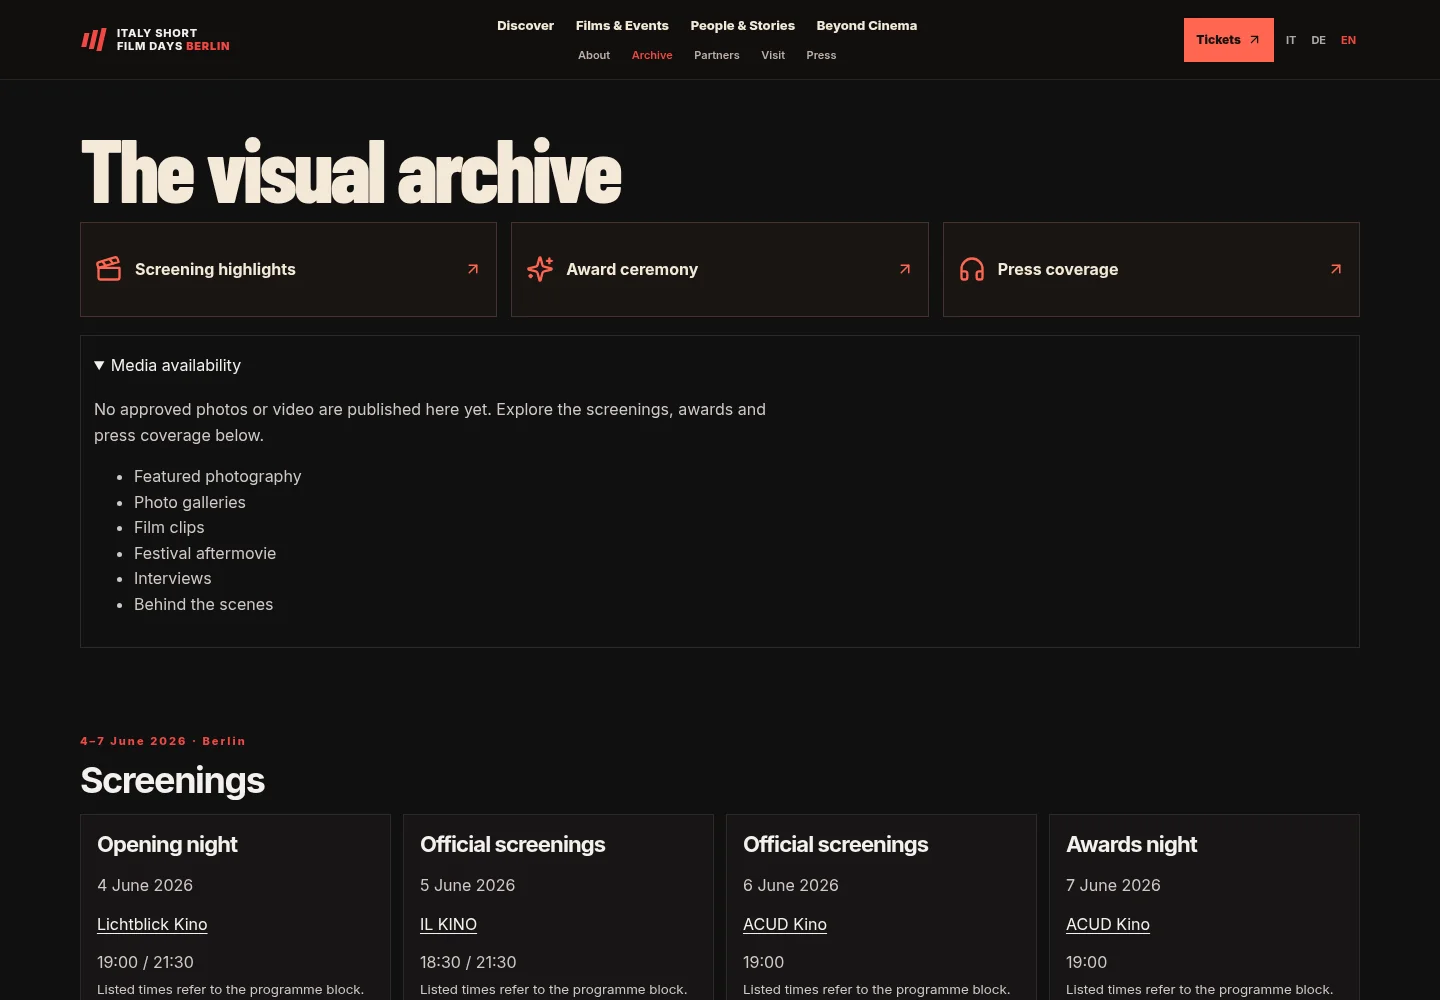 ITALY SHORT
FILM DAYS BERLIN
Discover Films & Events People & Stories Beyond Cinema
About Archive Partners Visit Press
Tickets IT DE EN
The visual archive
Screening highlights
Award ceremony
Press coverage
Media availability
No approved photos or video are published here yet. Explore the screenings, awards and
press coverage below.
Featured photography
Photo galleries
Film clips
Festival aftermovie
Interviews
Behind the scenes
4–7 June 2026 · Berlin
Screenings
Opening night
4 June 2026
Lichtblick Kino
19:00 / 21:30
Listed times refer to the programme block.
Official screenings
5 June 2026
IL KINO
18:30 / 21:30
Listed times refer to the programme block.
Official screenings
6 June 2026
ACUD Kino
19:00
Listed times refer to the programme block.
Awards night
7 June 2026
ACUD Kino
19:00
Listed times refer to the programme block.